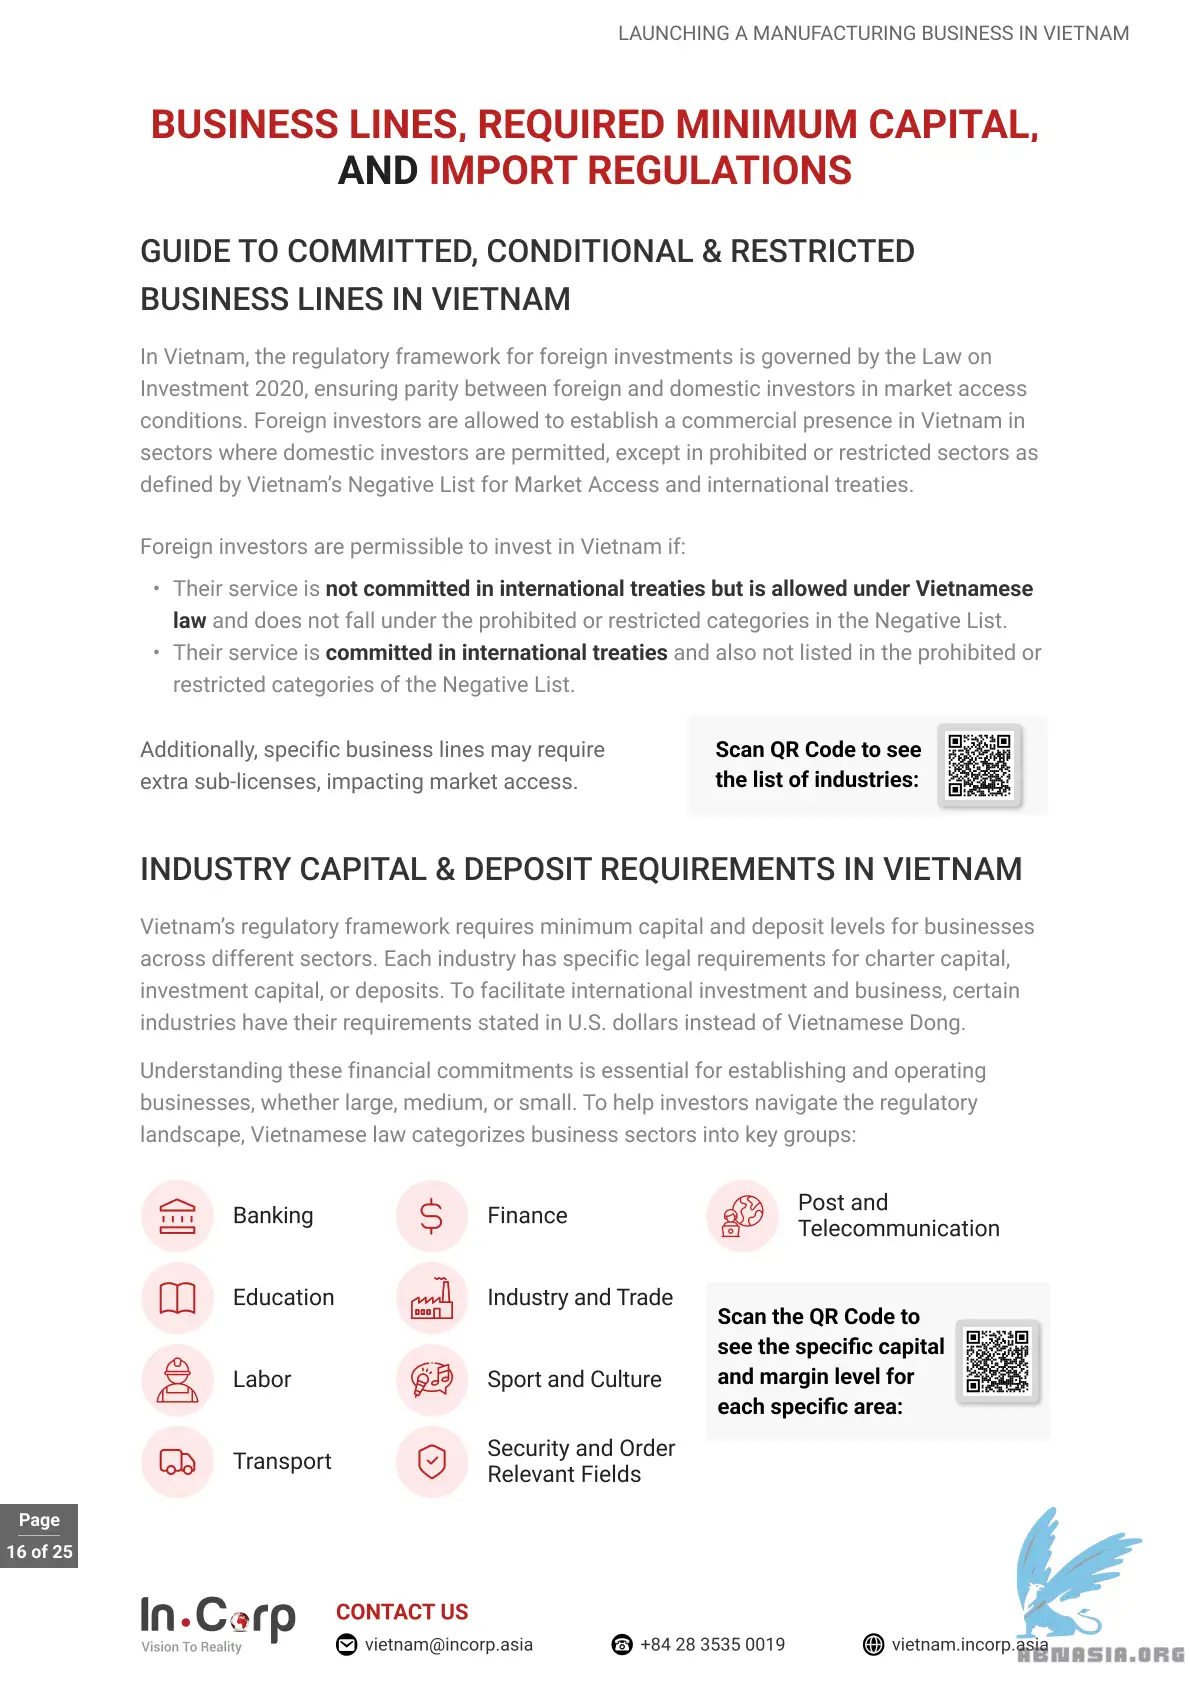 LAUNCHING A MANUFACTURING BUSINESS IN VIETNAM
BUSINESS LINES, REQUIRED MINIMUM CAPITAL,
AND IMPORT REGULATIONS
GUIDE TO COMMITTED, CONDITIONAL & RESTRICTED
BUSINESS LINES IN VIETNAM
In Vietnam, the regulatory framework for foreign investments is governed by the Law on
Investment 2020, ensuring parity between foreign and domestic investors in market access
conditions. Foreign investors are allowed to establish a commercial presence in Vietnam in
sectors where domestic investors are permitted, except in prohibited or restricted sectors as
defined by Vietnam's Negative List for Market Access and international treaties.
Foreign investors are permissible to invest in Vietnam if:
• Their service is not committed in international treaties but is allowed under Vietnamese
law and does not fall under the prohibited or restricted categories in the Negative List.
• Their service is committed in international treaties and also not listed in the prohibited or
restricted categories of the Negative List.
Additionally, specific business lines may require
extra sub-licenses, impacting market access.
Scan QR Code to see
the list of industries:
INDUSTRY CAPITAL & DEPOSIT REQUIREMENTS IN VIETNAM
Vietnam's regulatory framework requires minimum capital and deposit levels for businesses
across different sectors. Each industry has specific legal requirements for charter capital,
investment capital, or deposits. To facilitate international investment and business, certain
industries have their requirements stated in U.S. dollars instead of Vietnamese Dong.
Understanding these financial commitments is essential for establishing and operating
businesses, whether large, medium, or small. To help investors navigate the regulatory
landscape, Vietnamese law categorizes business sectors into key groups:
Banking
Education
Labor
Transport
Finance
Industry and Trade
Sport and Culture
Security and Order
Relevant Fields
Post and
Telecommunication
Scan the QR Code to
see the specific capital
and margin level for
each specific area:
Page
16 of 25
In.Corp
Vision To Reality
CONTACT US
vietnam@incorp.asia
+84 28 3535 0019
vietnam.incorp.asia
ABNASIA.ORG